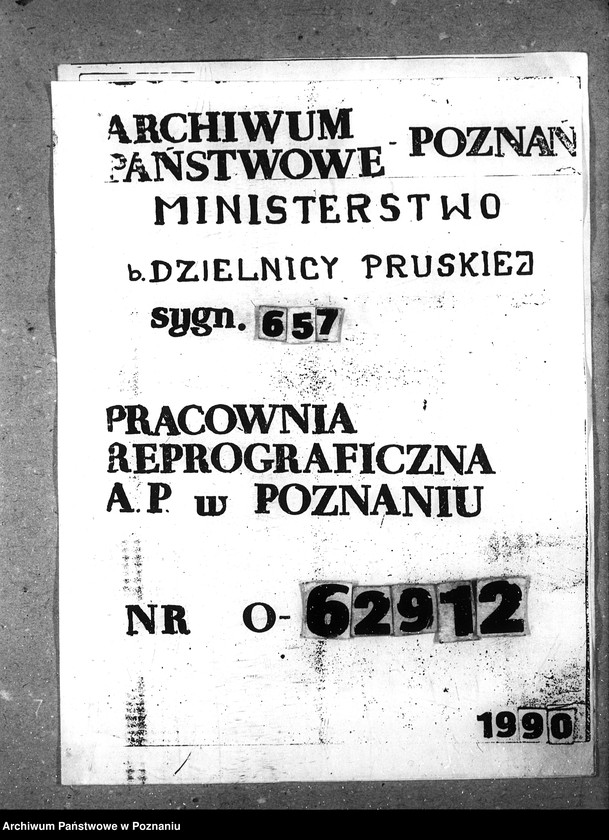 ARCHIWUM
PAŃSTWOWE - POZNAŃ
MINISTERSTWO
b. DZIELNICY PRUSKIEJ
sygn. 657
PRACOWNIA
REPROGRAFICZNA
A.P. w POZNANIU
NR O-62912
1990
Archiwum Państwowe w Poznaniu